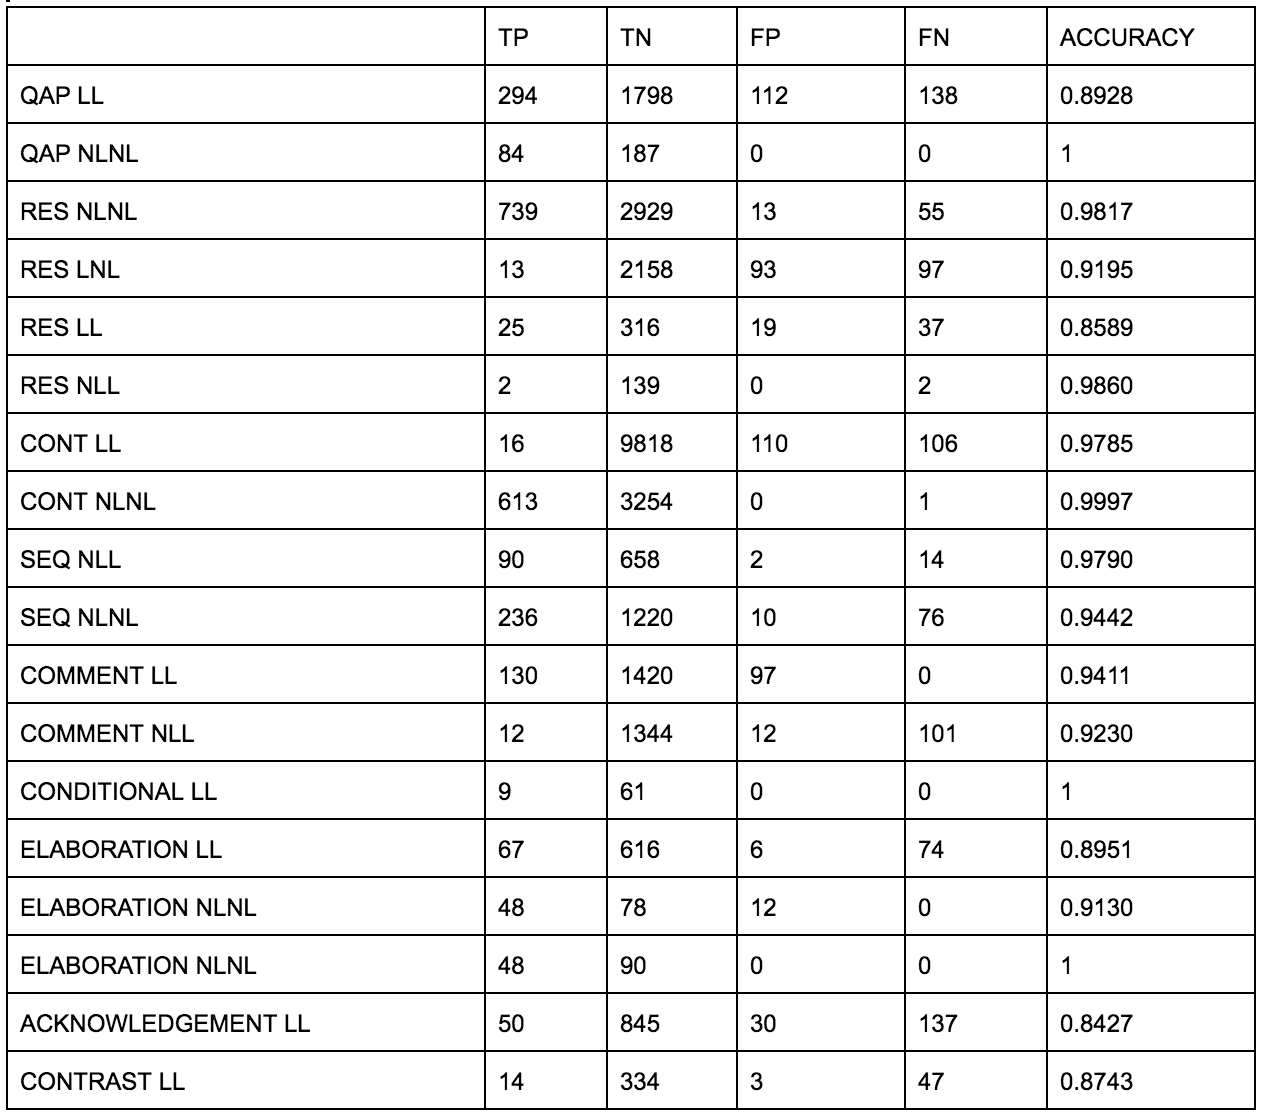 TP TN FP FN ACCURACY
QAP LL 294 1798 112 138 0.8928
QAP NLNL 84 187 0 0 1
RES NLNL 739 2929 13 55 0.9817
RES LNL 13 2158 93 97 0.9195
RES LL 25 316 19 37 0.8589
RES NLL 2 139 0 2 0.9860
CONT LL 16 9818 110 106 0.9785
CONT NLNL 613 3254 0 1 0.9997
SEQ NLL 90 658 2 14 0.9790
SEQ NLNL 236 1220 10 76 0.9442
COMMENT LL 130 1420 97 0 0.9411
COMMENT NLL 12 1344 12 101 0.9230
CONDITIONAL LL 9 61 0 0 1
ELABORATION LL 67 616 6 74 0.8951
ELABORATION NLNL 48 78 12 0 0.9130
ELABORATION NLNL 48 90 0 0 1
ACKNOWLEDGEMENT LL 50 845 30 137 0.8427
CONTRAST LL 14 334 3 47 0.8743